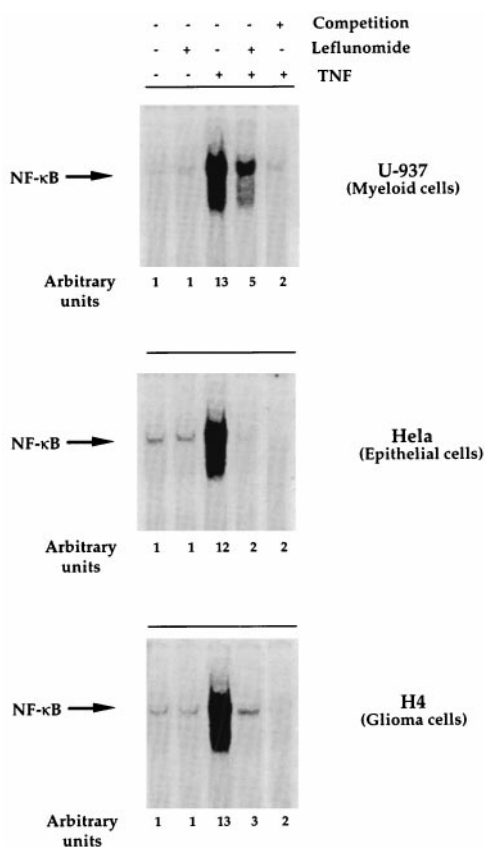 - - - - + Competition
- + - + - Leflunomide
- - + + + TNF
NF-κB
U-937
(Myeloid cells)
Arbitrary units 1 1 13 5 2
NF-κB
Hela
(Epithelial cells)
Arbitrary units 1 1 12 2 2
NF-κB
H4
(Glioma cells)
Arbitrary units 1 1 13 3 2